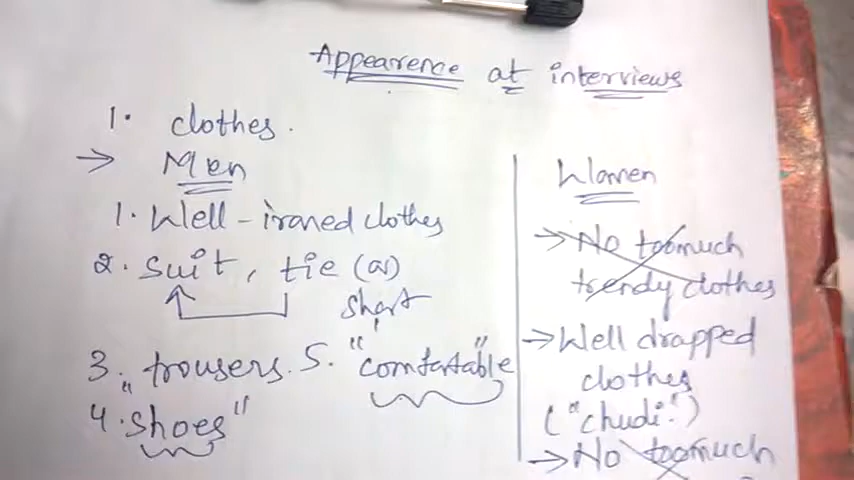 Appearence at interviews
1. clothes.
→ Men
1. Well-ironed clothes
2. suit, tie (or)
short
3. trousers. 5. "comfortable"
4. "shoes"
Women
→ No toomuch
trendy clothes
→ Well drapped
clothes
("chudi.")
→ No toomuch